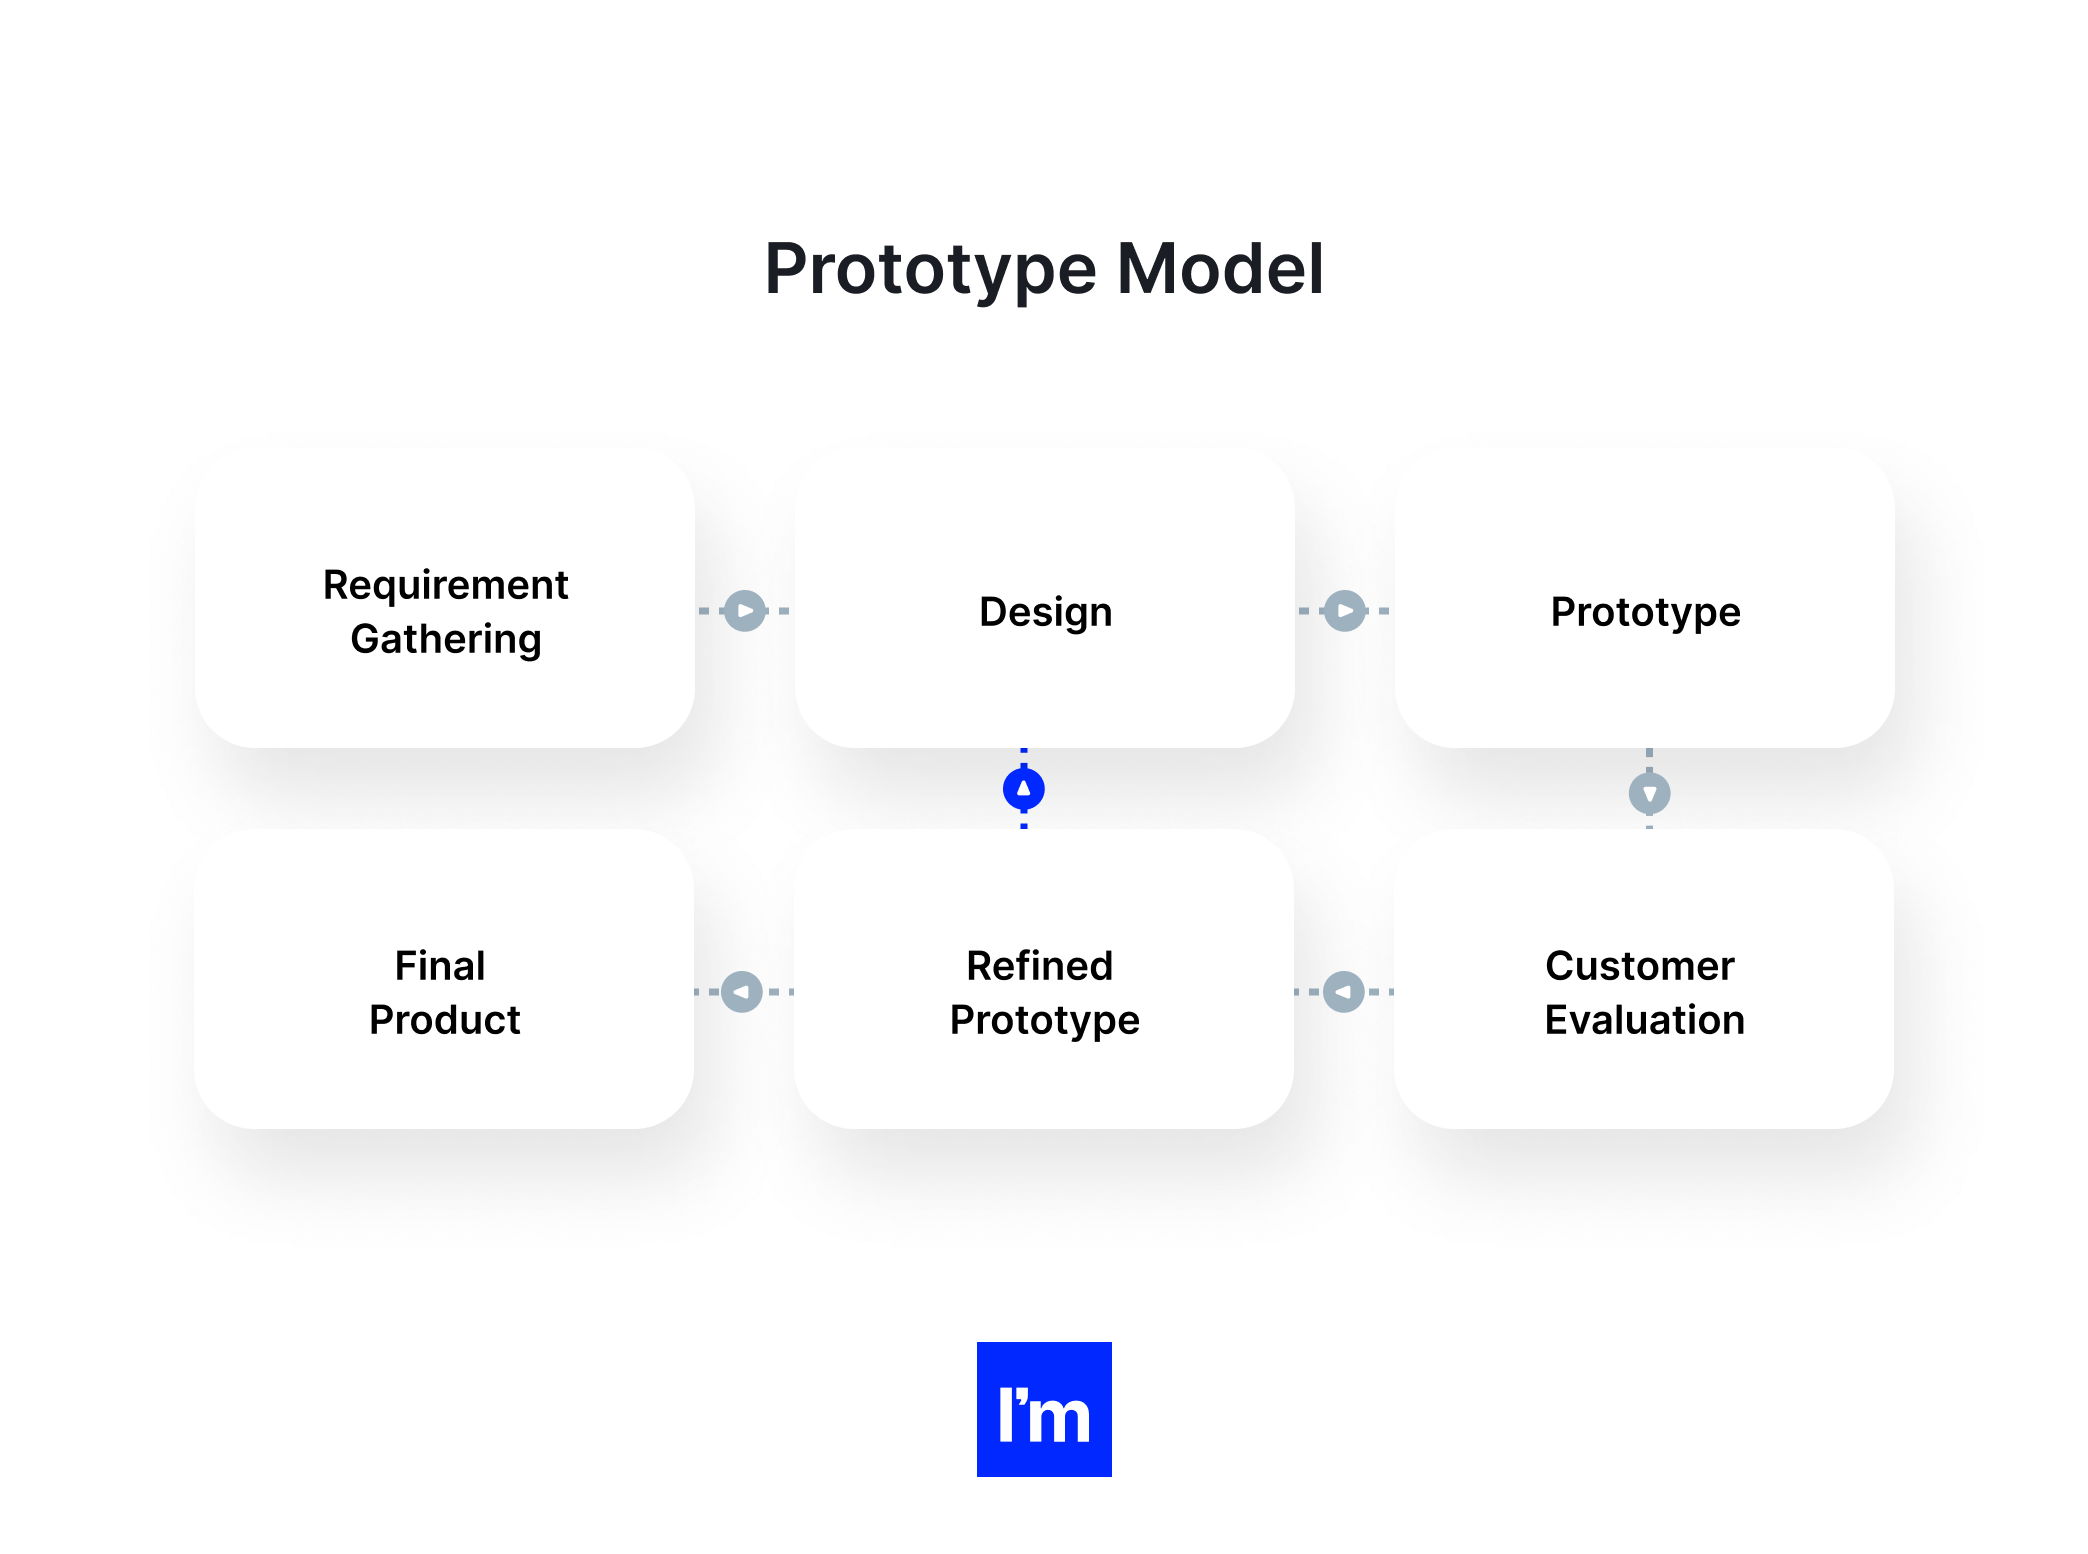 Prototype Model
Requirement
Gathering
Design
Prototype
Final
Product
Refined
Prototype
Customer
Evaluation
I’m